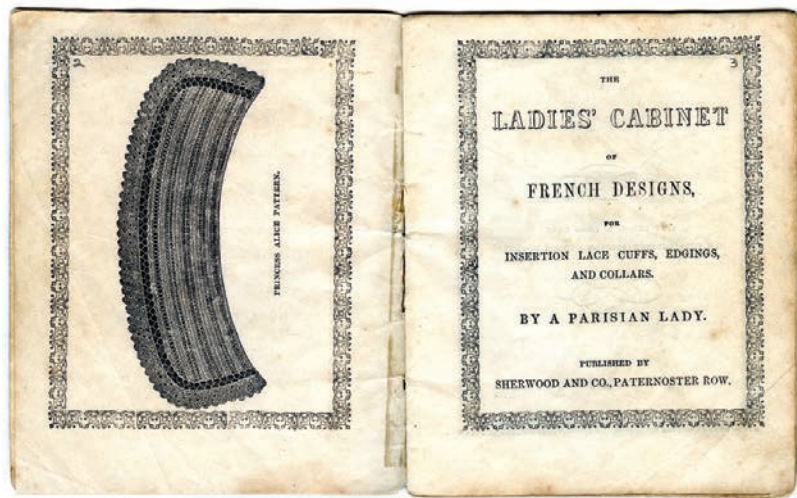 2
PRINCESS ALICE PATTERN.
3
THE
LADIES' CABINET
OF
FRENCH DESIGNS,
FOR
INSERTION LACE CUFFS, EDGINGS,
AND COLLARS.
BY A PARISIAN LADY.
PUBLISHED BY
SHERWOOD AND CO., PATERNOSTER ROW.